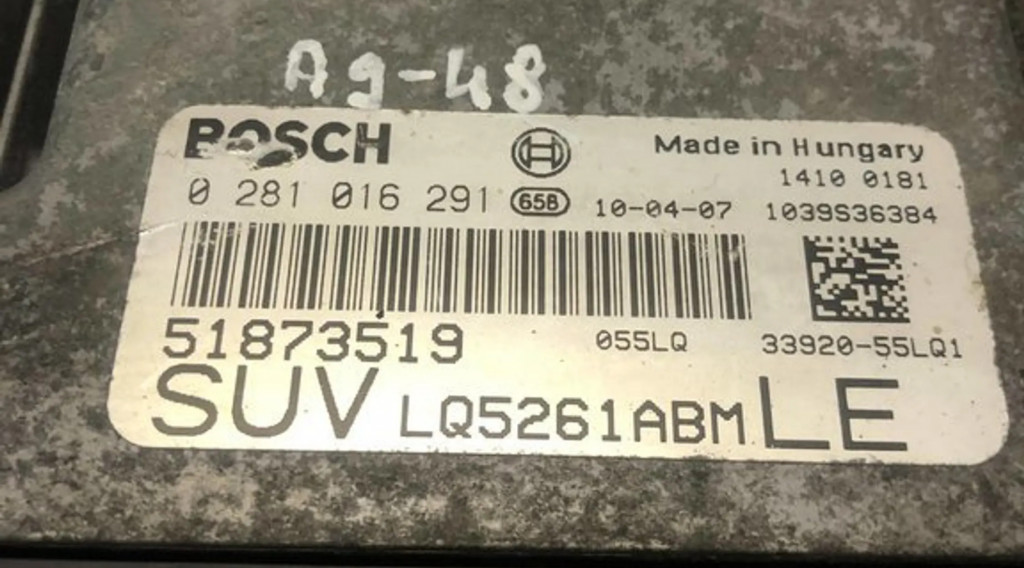 Ag-48
BOSCH
Made in Hungary
1410 0181
0 281 016 291 65B 10-04-07 1039S36384
51873519 055LQ 33920-55LQ1
SUV LQ5261ABM LE